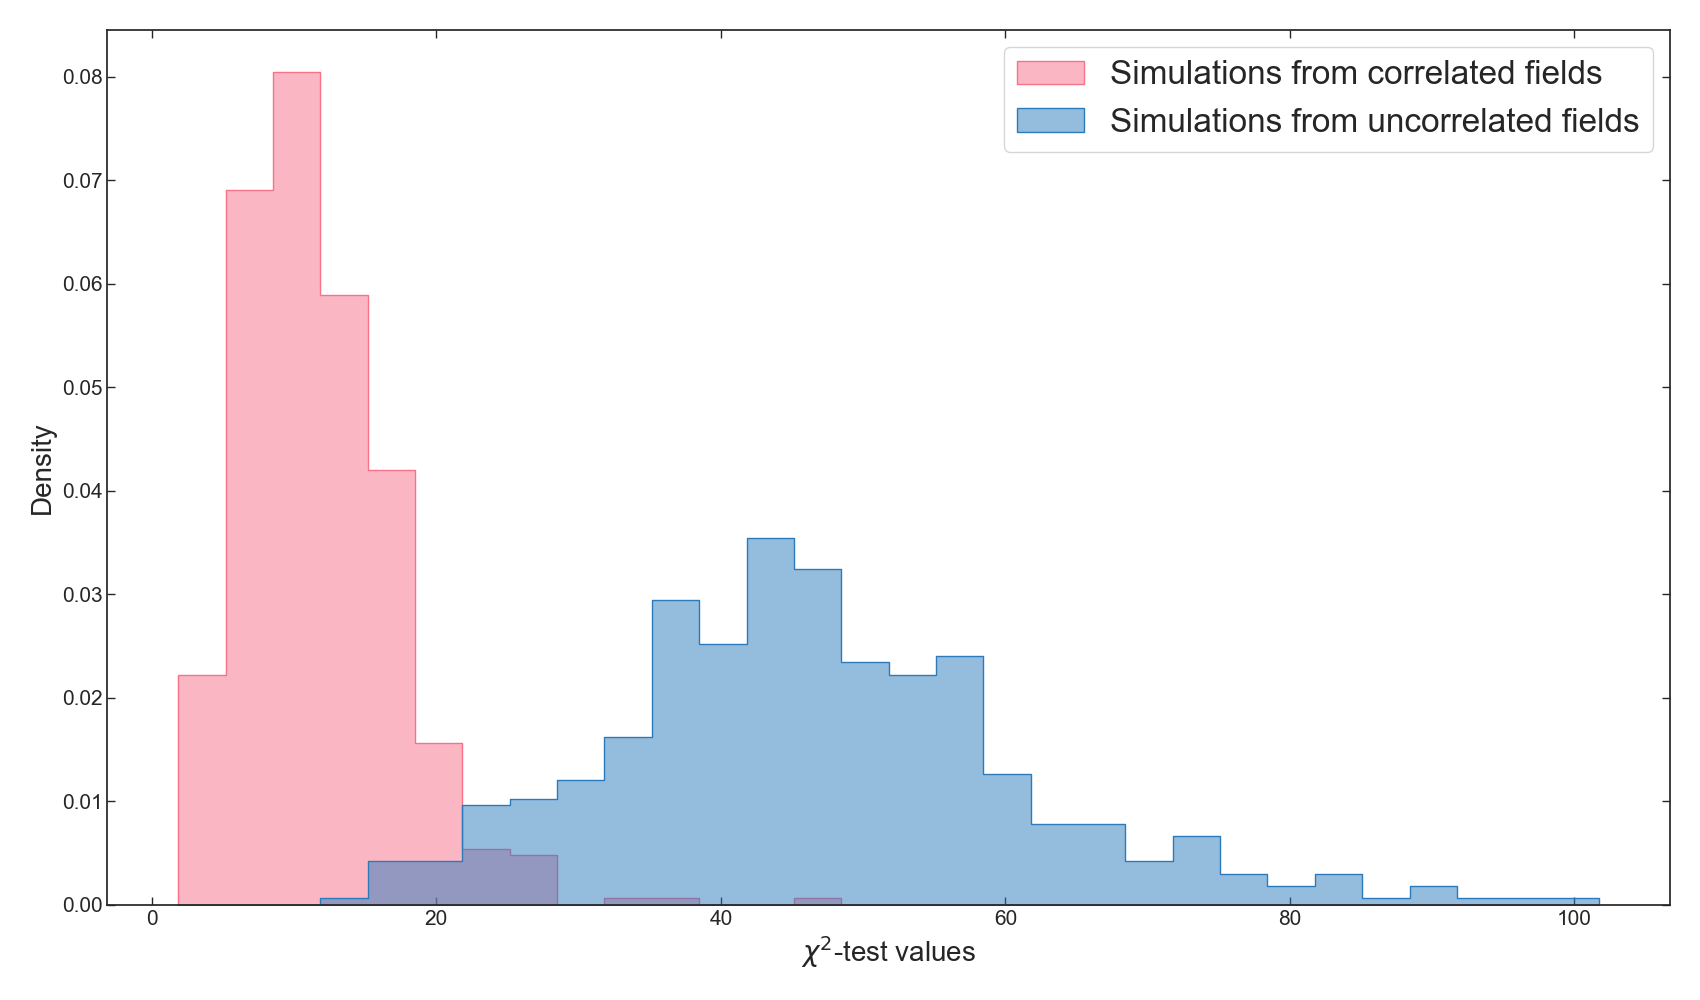 Simulations from correlated fields
Simulations from uncorrelated fields
Density
0.08
0.07
0.06
0.05
0.04
0.03
0.02
0.01
0.00
0 20 40 60 80 100
χ²-test values